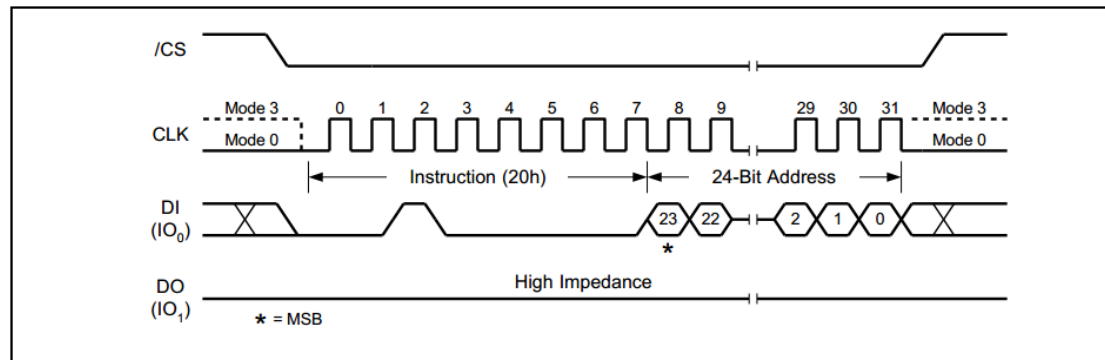 /CS
Mode 3 0 1 2 3 4 5 6 7 8 9 29 30 31 Mode 3
CLK
Mode 0 Mode 0
Instruction (20h) 24-Bit Address
DI
(IO0)
23 22 2 1 0
*
High Impedance
DO
(IO1)
* = MSB